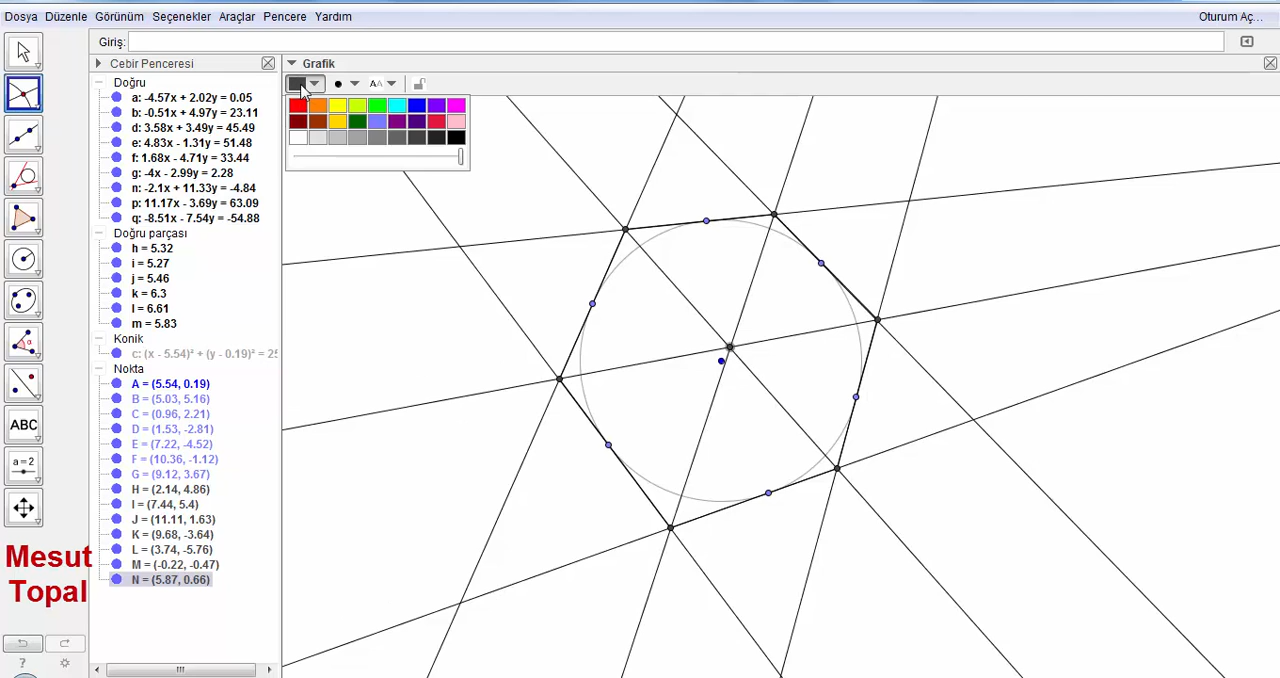 Dosya Düzenle Görünüm Seçenekler Araçlar Pencere Yardım Oturum Aç...
Giriş:
Cebir Penceresi
Grafik
Doğru
a: -4.57x + 2.02y = 0.05
b: -0.51x + 4.97y = 23.11
d: 3.58x + 3.49y = 45.49
e: 4.83x - 1.31y = 51.48
f: 1.68x - 4.71y = 33.44
g: -4x - 2.99y = 2.28
n: -2.1x + 11.33y = -4.84
p: 11.17x - 3.69y = 63.09
q: -8.51x - 7.54y = -54.88
Doğru parçası
h = 5.32
i = 5.27
j = 5.46
k = 6.3
l = 6.61
m = 5.83
Konik
c: (x - 5.54)² + (y - 0.19)² = 25
Nokta
A = (5.54, 0.19)
B = (5.03, 5.16)
C = (0.96, 2.21)
D = (1.53, -2.81)
E = (7.22, -4.52)
F = (10.36, -1.12)
G = (9.12, 3.67)
H = (2.14, 4.86)
I = (7.44, 5.4)
J = (11.11, 1.63)
K = (9.68, -3.64)
L = (3.74, -5.76)
M = (-0.22, -0.47)
N = (5.87, 0.66)
α
ABC
a=2
Mesut
Topal
?